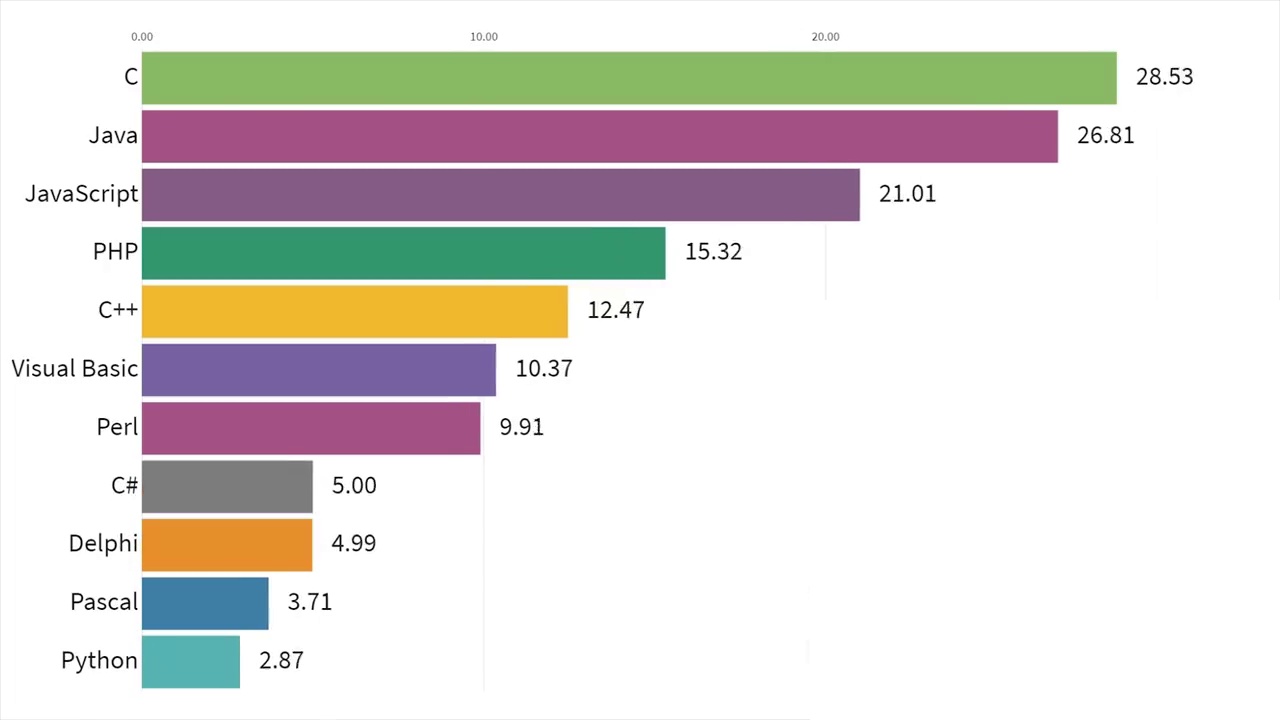 0.00 10.00 20.00
C 28.53
Java 26.81
JavaScript 21.01
PHP 15.32
C++ 12.47
Visual Basic 10.37
Perl 9.91
C# 5.00
Delphi 4.99
Pascal 3.71
Python 2.87